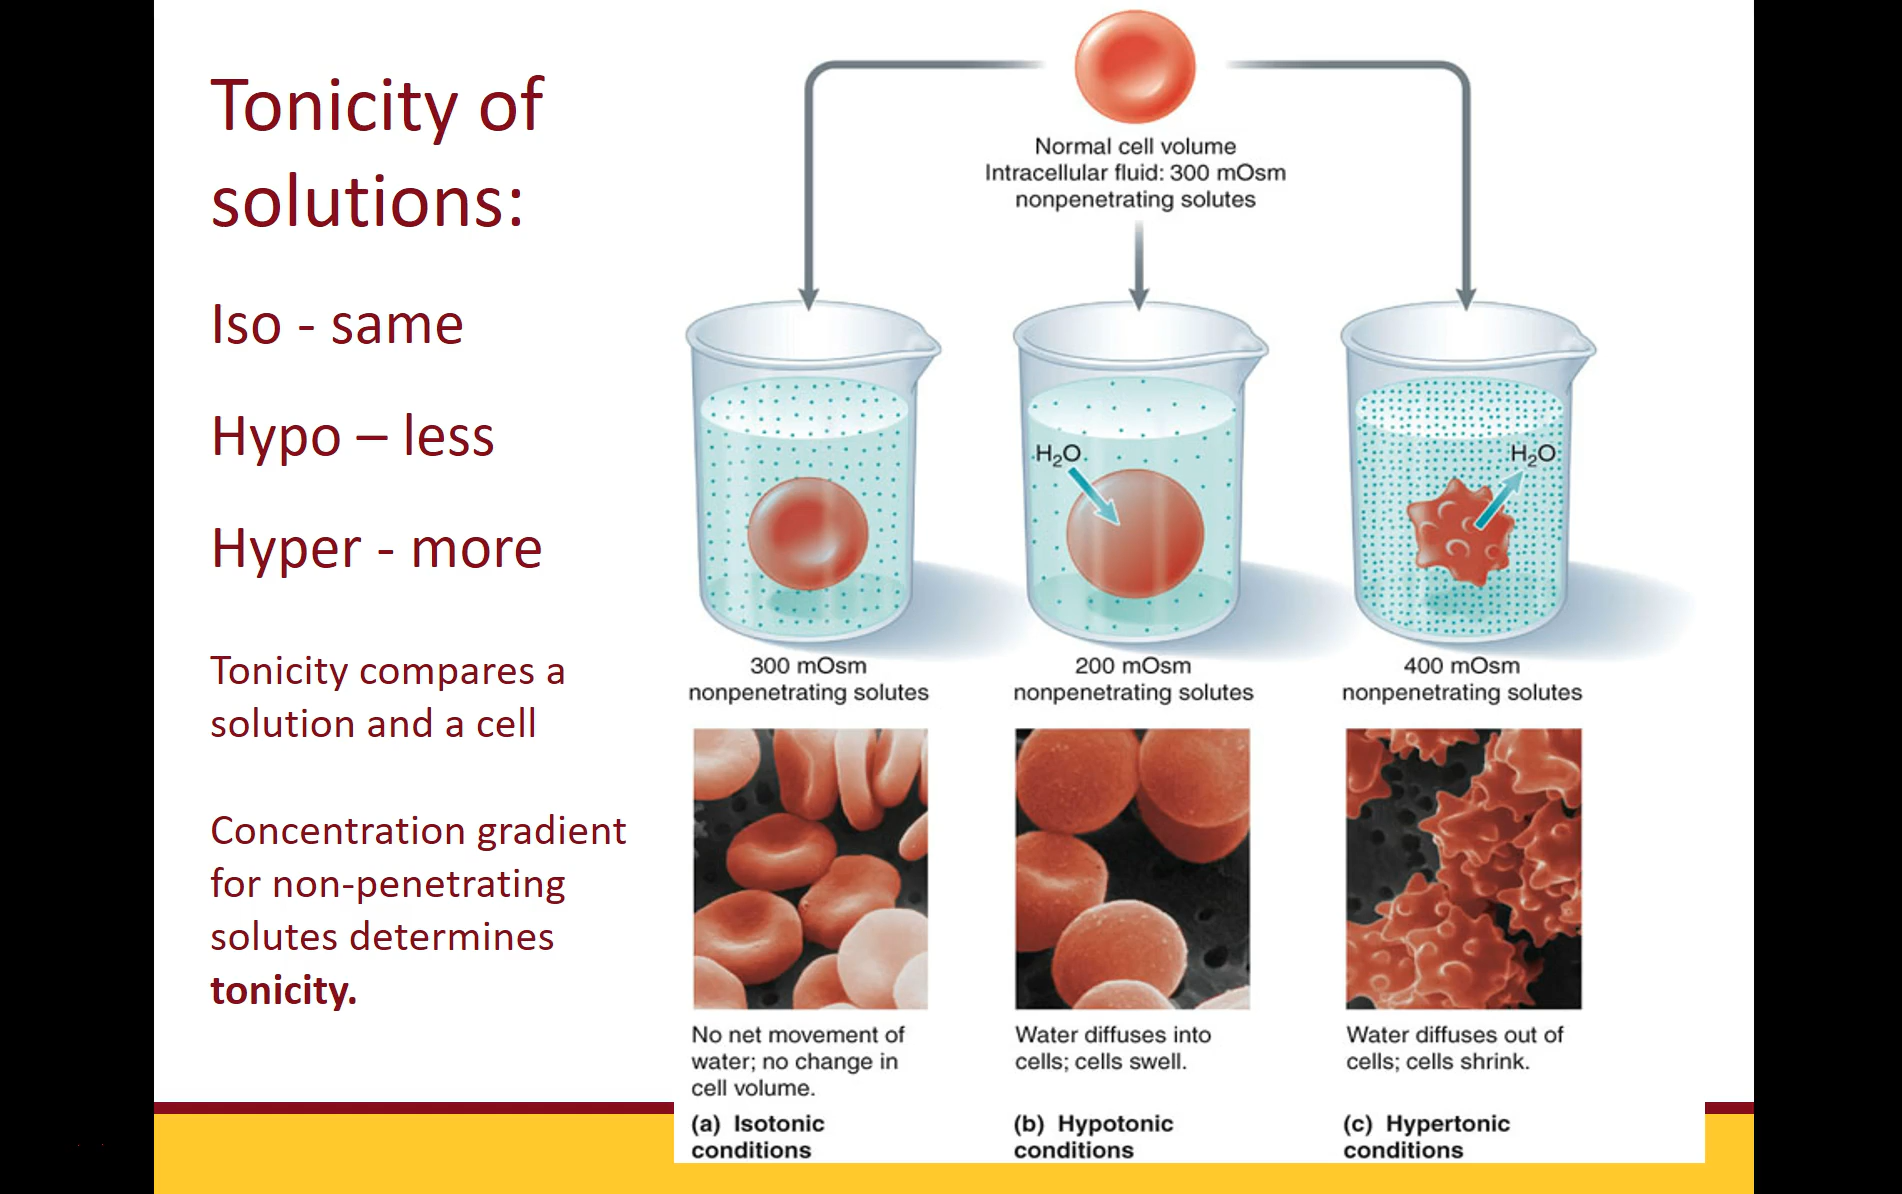 Tonicity of
solutions:
Iso - same
Hypo – less
Hyper - more
Tonicity compares a
solution and a cell
Concentration gradient
for non-penetrating
solutes determines
tonicity.
Normal cell volume
Intracellular fluid: 300 mOsm
nonpenetrating solutes
H₂O
H₂O
300 mOsm
nonpenetrating solutes
200 mOsm
nonpenetrating solutes
400 mOsm
nonpenetrating solutes
No net movement of
water; no change in
cell volume.
(a) Isotonic
conditions
Water diffuses into
cells; cells swell.
(b) Hypotonic
conditions
Water diffuses out of
cells; cells shrink.
(c) Hypertonic
conditions